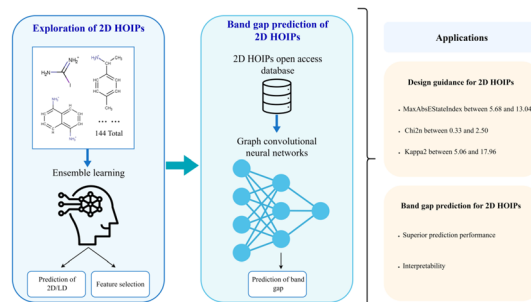 Exploration of 2D HOIPs
144 Total
Ensemble learning
Prediction of
2D/LD
Feature selection
Band gap prediction of
2D HOIPs
2D HOIPs open access
database
Graph convolutional
neural networks
Prediction of band
gap
Applications
Design guidance for 2D HOIPs
MaxAbsEStateIndex between 5.68 and 13.04
Chi2n between 0.33 and 2.50
Kappa2 between 5.06 and 17.96
Band gap prediction for 2D HOIPs
Superior prediction performance
Interpretability